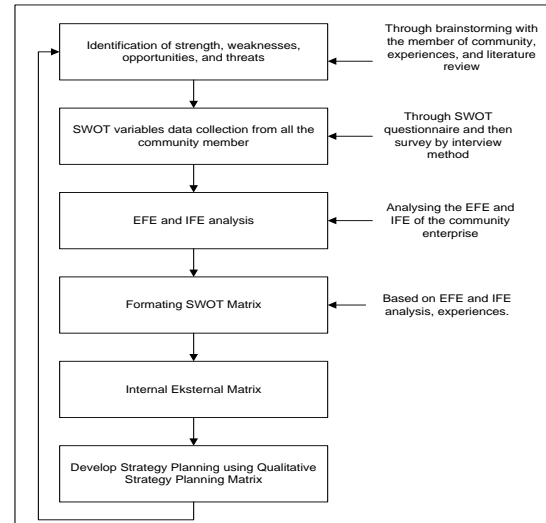 Identification of strength, weaknesses,
opportunities, and threats
Through brainstorming with
the member of community,
experiences, and literature
review
SWOT variables data collection from all the
community member
Through SWOT
questionnaire and then
survey by interview
method
EFE and IFE analysis
Analysing the EFE and
IFE of the community
enterprise
Formating SWOT Matrix
Based on EFE and IFE
analysis, experiences.
Internal Eksternal Matrix
Develop Strategy Planning using Qualitative
Strategy Planning Matrix